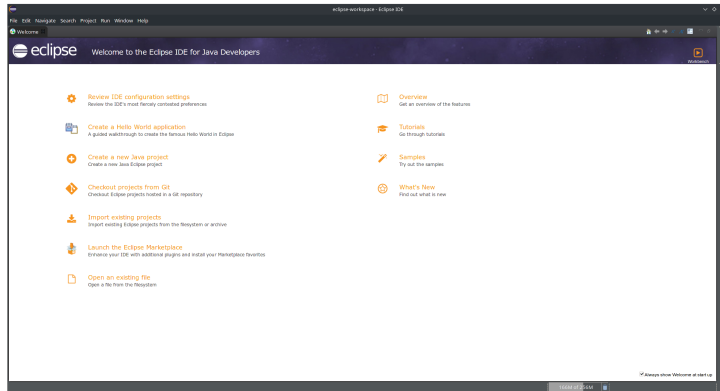 eclipse-workspace - Eclipse IDE
File Edit Navigate Search Project Run Window Help
Welcome
eclipse Welcome to the Eclipse IDE for Java Developers
Workbench
Review IDE configuration settings
Review the IDE's most fiercely contested preferences
Create a Hello World application
A guided walkthrough to create the famous Hello World in Eclipse
Create a new Java project
Create a new Java Eclipse project
Checkout projects from Git
Checkout Eclipse projects hosted in a Git repository
Import existing projects
Import existing Eclipse projects from the filesystem or archive
Launch the Eclipse Marketplace
Enhance your IDE with additional plugins and install your Marketplace favorites
Open an existing file
Open a file from the filesystem
Overview
Get an overview of the features
Tutorials
Go through tutorials
Samples
Try out the samples
What's New
Find out what is new
Always show Welcome at start up